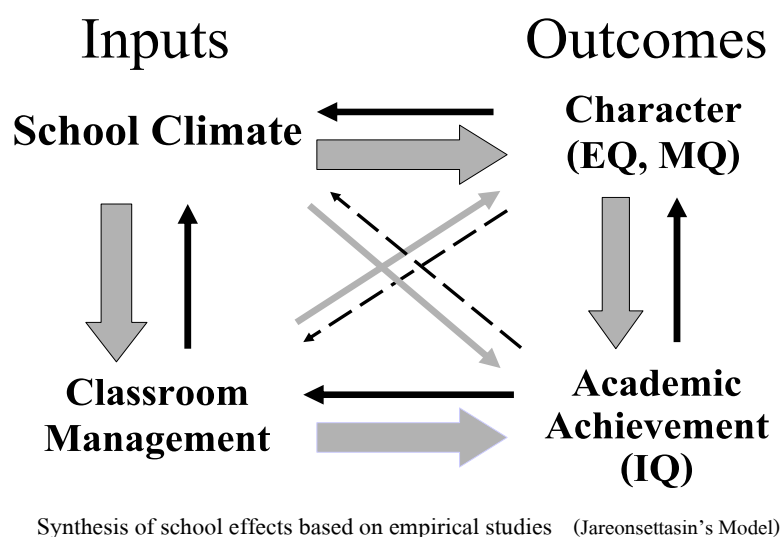 Inputs
Outcomes
School Climate
Character
(EQ, MQ)
Classroom
Management
Academic
Achievement
(IQ)
Synthesis of school effects based on empirical studies (Jareonsettasin's Model)